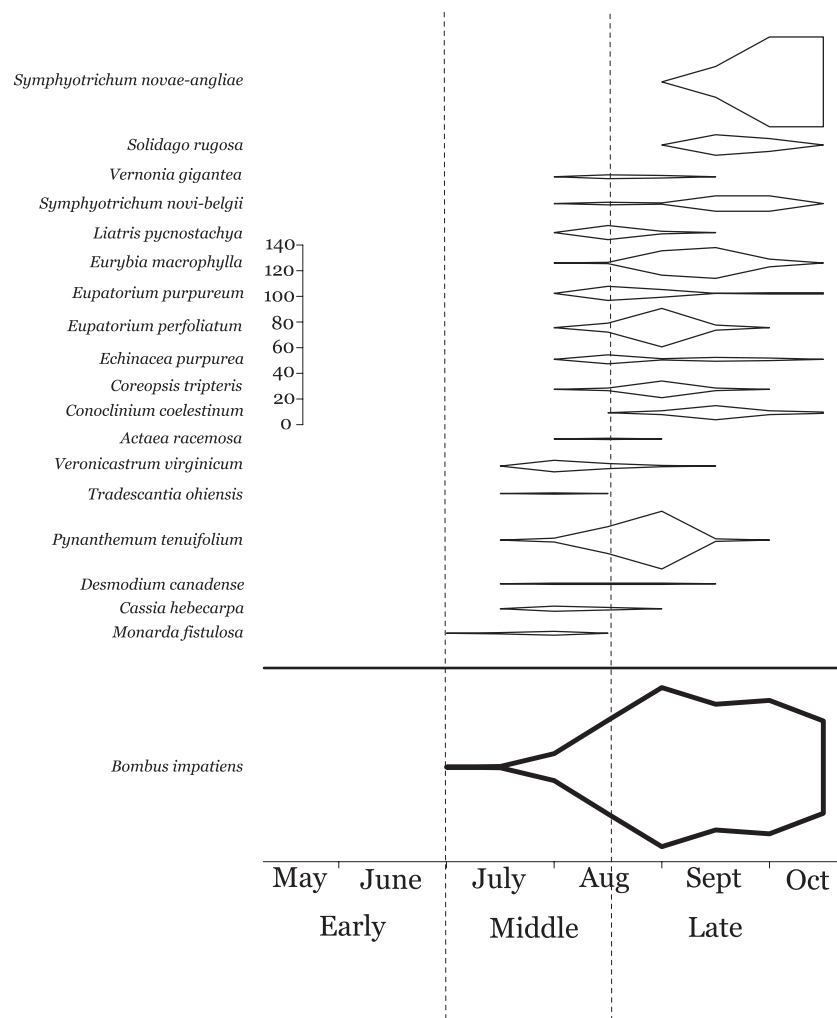 Symphyotrichum novae-angliae
Solidago rugosa
Vernonia gigantea
Symphyotrichum novi-belgii
Liatris pycnostachya
140
Eurybia macrophylla
120
Eupatorium purpureum
100
Eupatorium perfoliatum
80
60
Echinacea purpurea
40
Coreopsis tripteris
20
Conoclinium coelestinum
0
Actaea racemosa
Veronicastrum virginicum
Tradescantia ohiensis
Pynanthemum tenuifolium
Desmodium canadense
Cassia hebecarpa
Monarda fistulosa
Bombus impatiens
May June July Aug Sept Oct
Early Middle Late